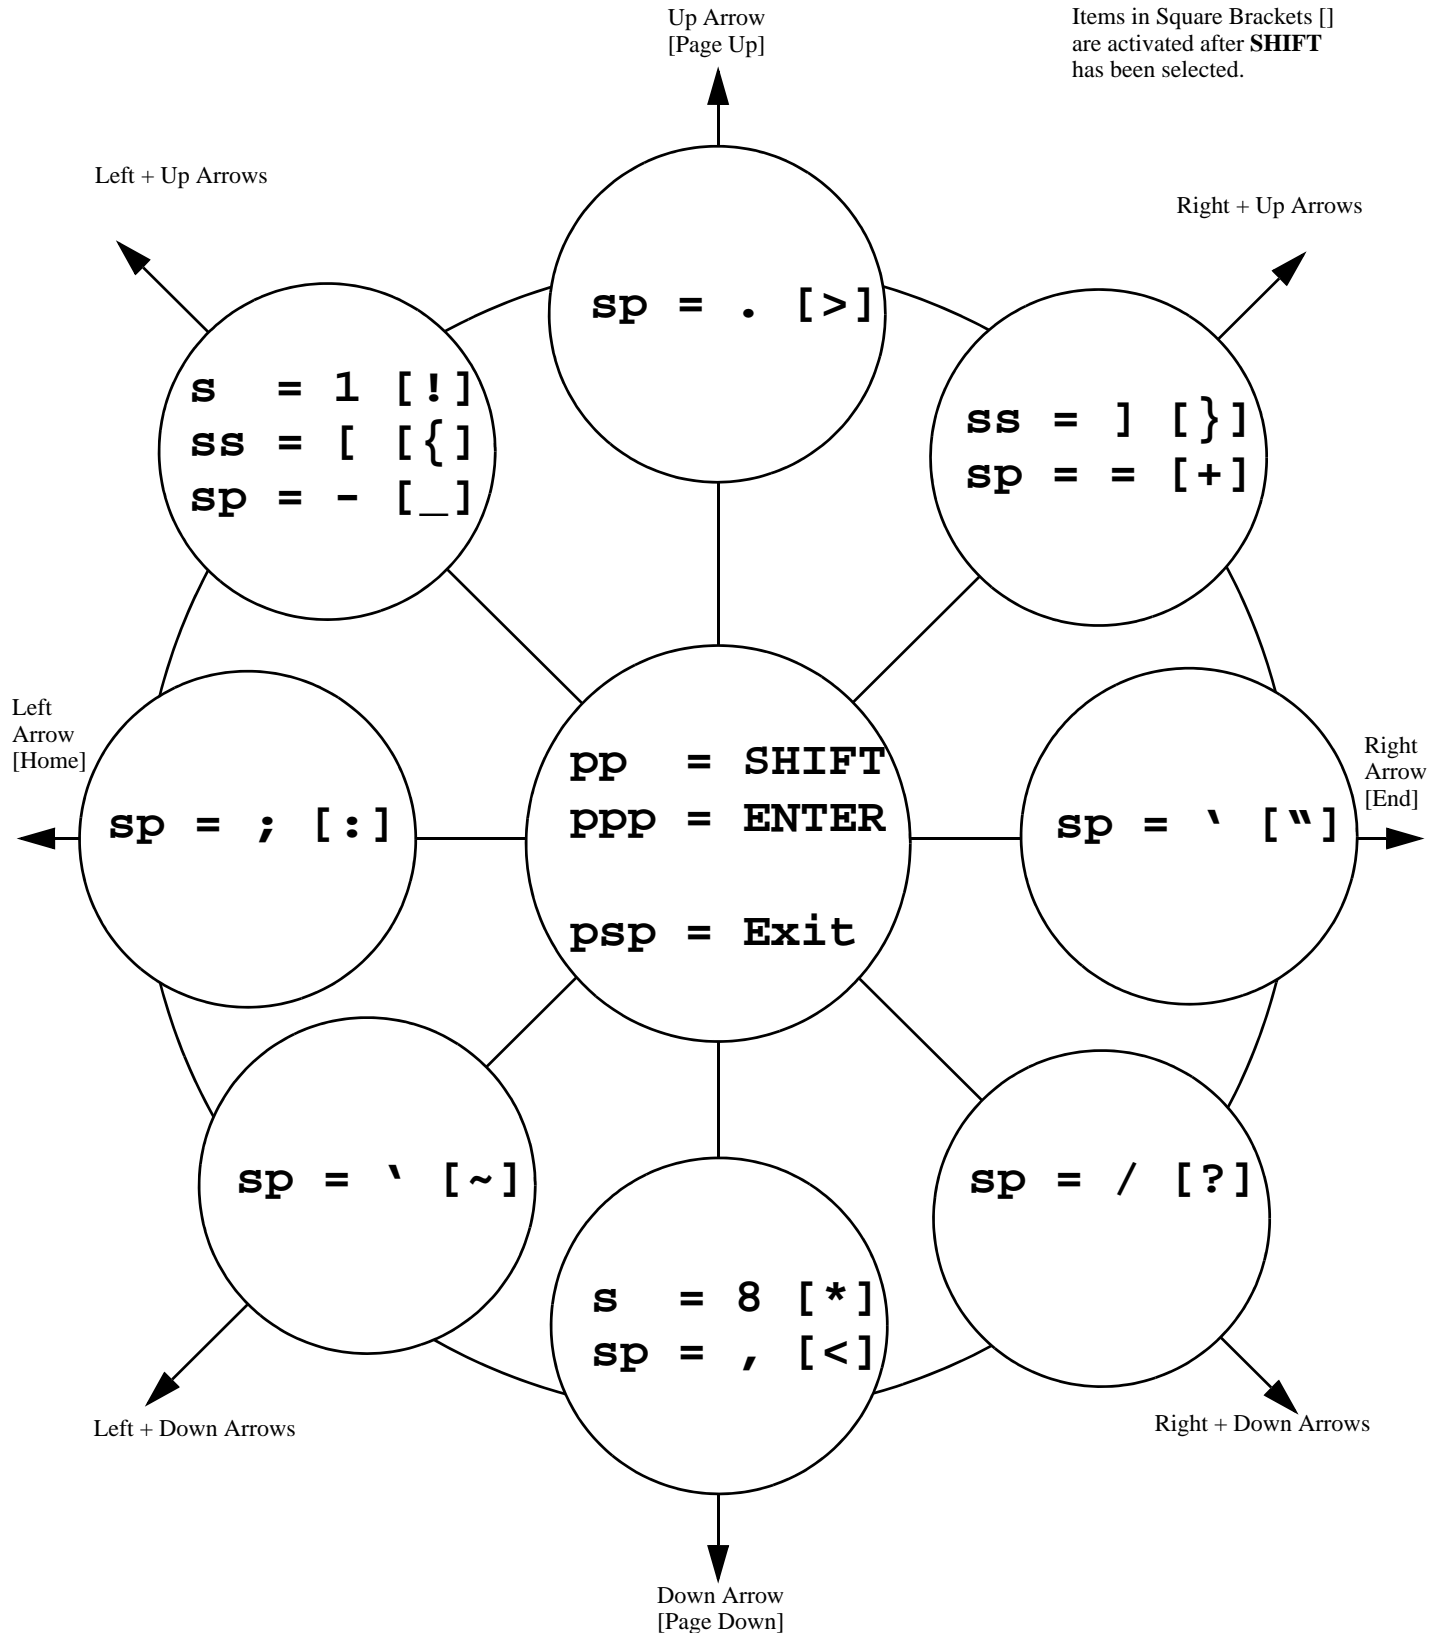 Up Arrow
[Page Up]
Items in Square Brackets []
are activated after SHIFT
has been selected.
Left + Up Arrows
Right + Up Arrows
sp = . [>]
s = 1 [!]
ss = [ [{]
sp = - [_]
ss = ] [}]
sp = = [+]
Left
Arrow
[Home]
sp = ; [:]
pp = SHIFT
ppp = ENTER
psp = Exit
sp = ‛ [‟]
Right
Arrow
[End]
sp = ‛ [~]
sp = / [?]
s = 8 [*]
sp = , [<]
Left + Down Arrows
Right + Down Arrows
Down Arrow
[Page Down]